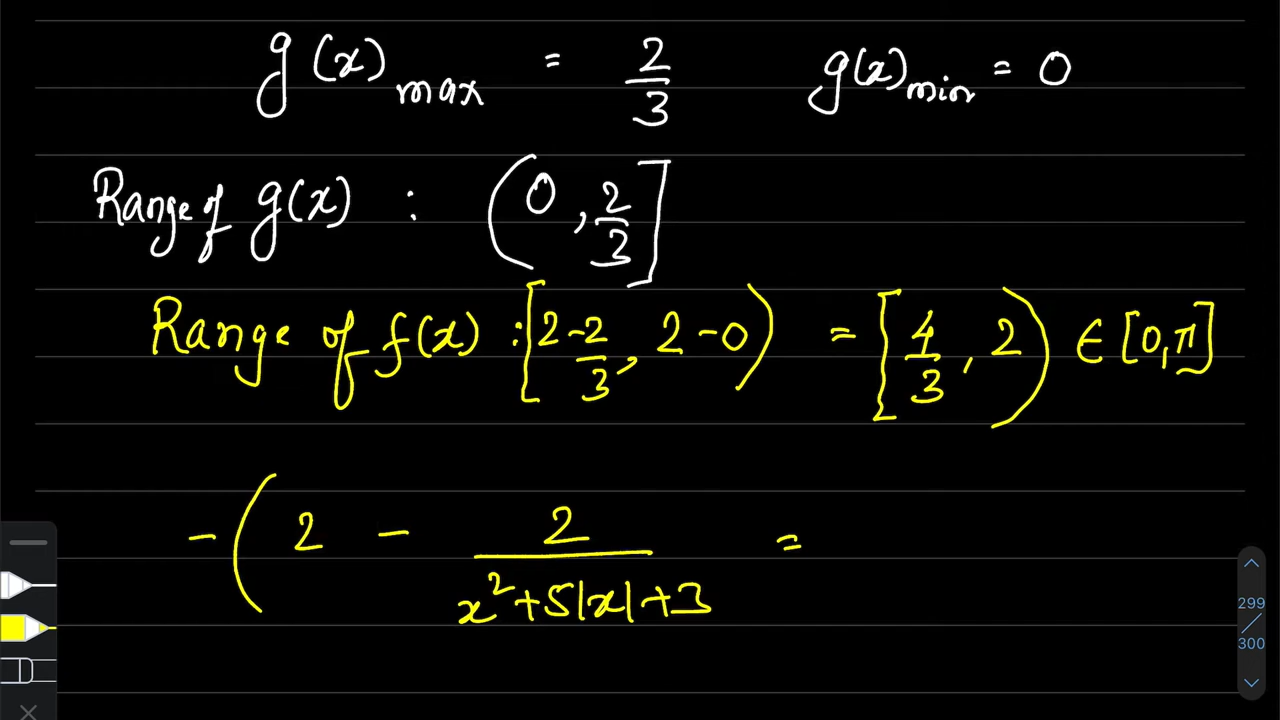 g(x)max = 2/3 g(x)min = 0
Range of g(x) : (0, 2/3]
Range of f(x) : [2-2/3, 2-0) = [4/3, 2) ∈ [0,π]
-(2 - 2/(x²+5|x|+3) =
299
/
300